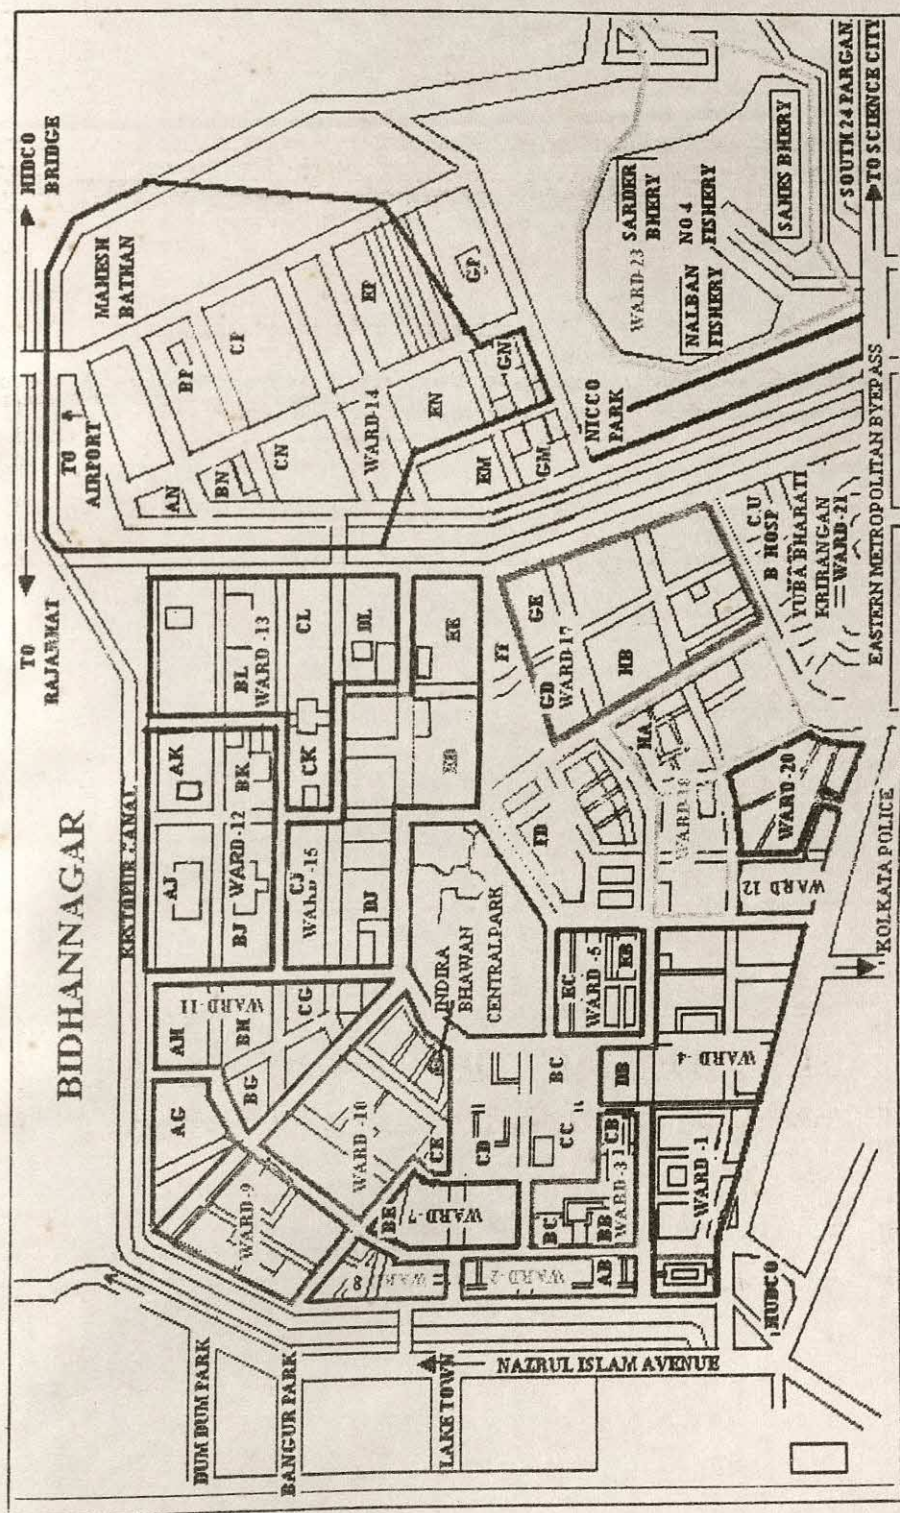 BIDHANNAGAR
TO
RAJARHAT
HIDCO
BRIDGE
TO
AIRPORT
MAHESH
BATHAN
KESTOPUR KANAL
DUM DUM PARK
BANGUR PARK
LAKE TOWN
NAZRUL ISLAM AVENUE
HUDCO
AG
AH
WARD-11
BH
BG
CG
AJ
AK
BJ
WARD-12
BK
BL
WARD -13
CL
DL
CK
CJ
WARD -15
DJ
AN
BN
CN
BP
CP
EP
WARD-14
EN
EM
GM
GN
GP
WARD-9
WARD -10
CE
BE
WARD-7
8
WARD-2
AB
BC
BB
WARD-3
CB
CD
CC
BC
DB
WARD -4
WARD -1
INDIRA
BHAWAN
CENTRALPARK
EC
WARD -5
EB
ED
EE
FF
FD
GD
WARD-17
GE
HB
HA
WARD-18
WARD 12
WARD -20
NICCO
PARK
C.U
B HOSP
YUBA BHARATI
KRIRANGAN
WARD-21
WARD-23
SARDER
BHERY
NO 4
FISHERY
NALBAN
FISHERY
SAHES BHERY
SOUTH 24 PARGAN.
TO SCIENCE CITY
EASTERN METROPOLITAN BYEPASS
KOLKATA POLICE